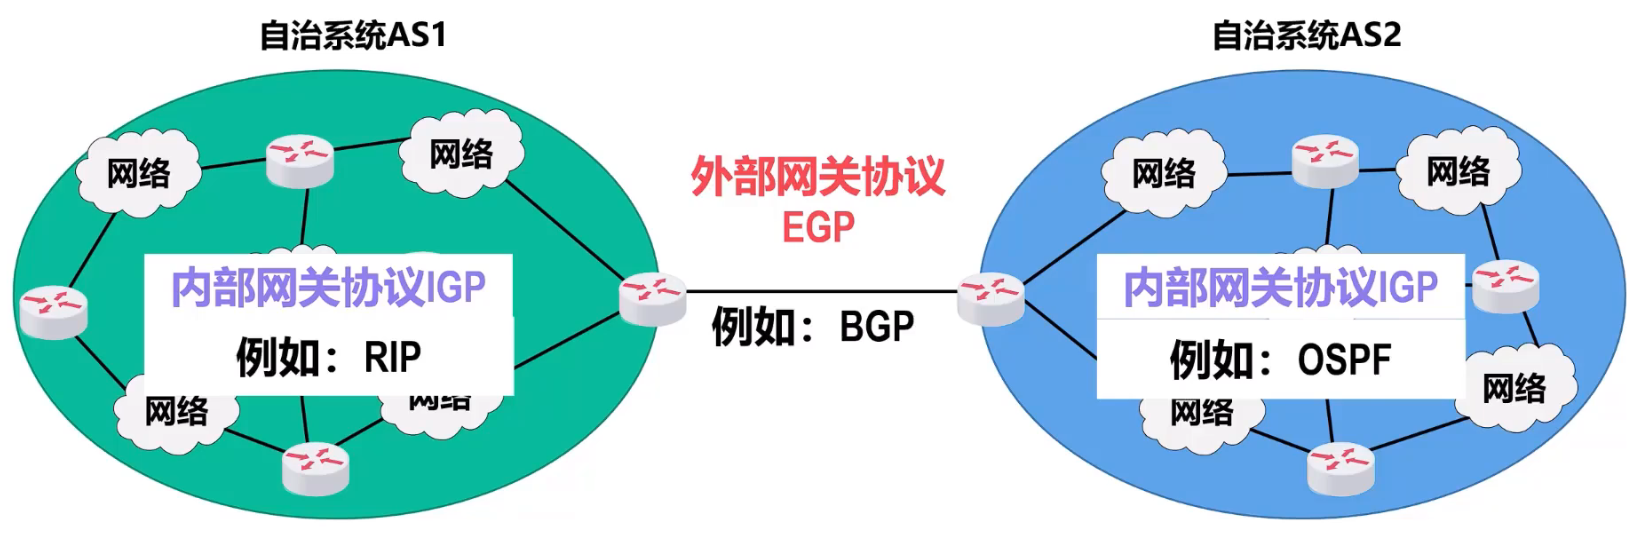 自治系统AS1
自治系统AS2
网络
网络
内部网关协议IGP
例如：RIP
网络
网络
外部网关协议
EGP
例如：BGP
网络
网络
内部网关协议IGP
例如：OSPF
网络
网络